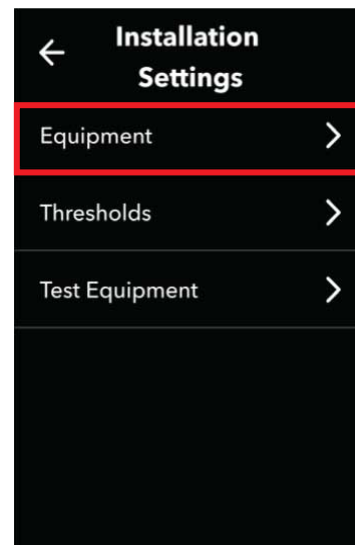 Installation
Settings
Equipment
Thresholds
Test Equipment